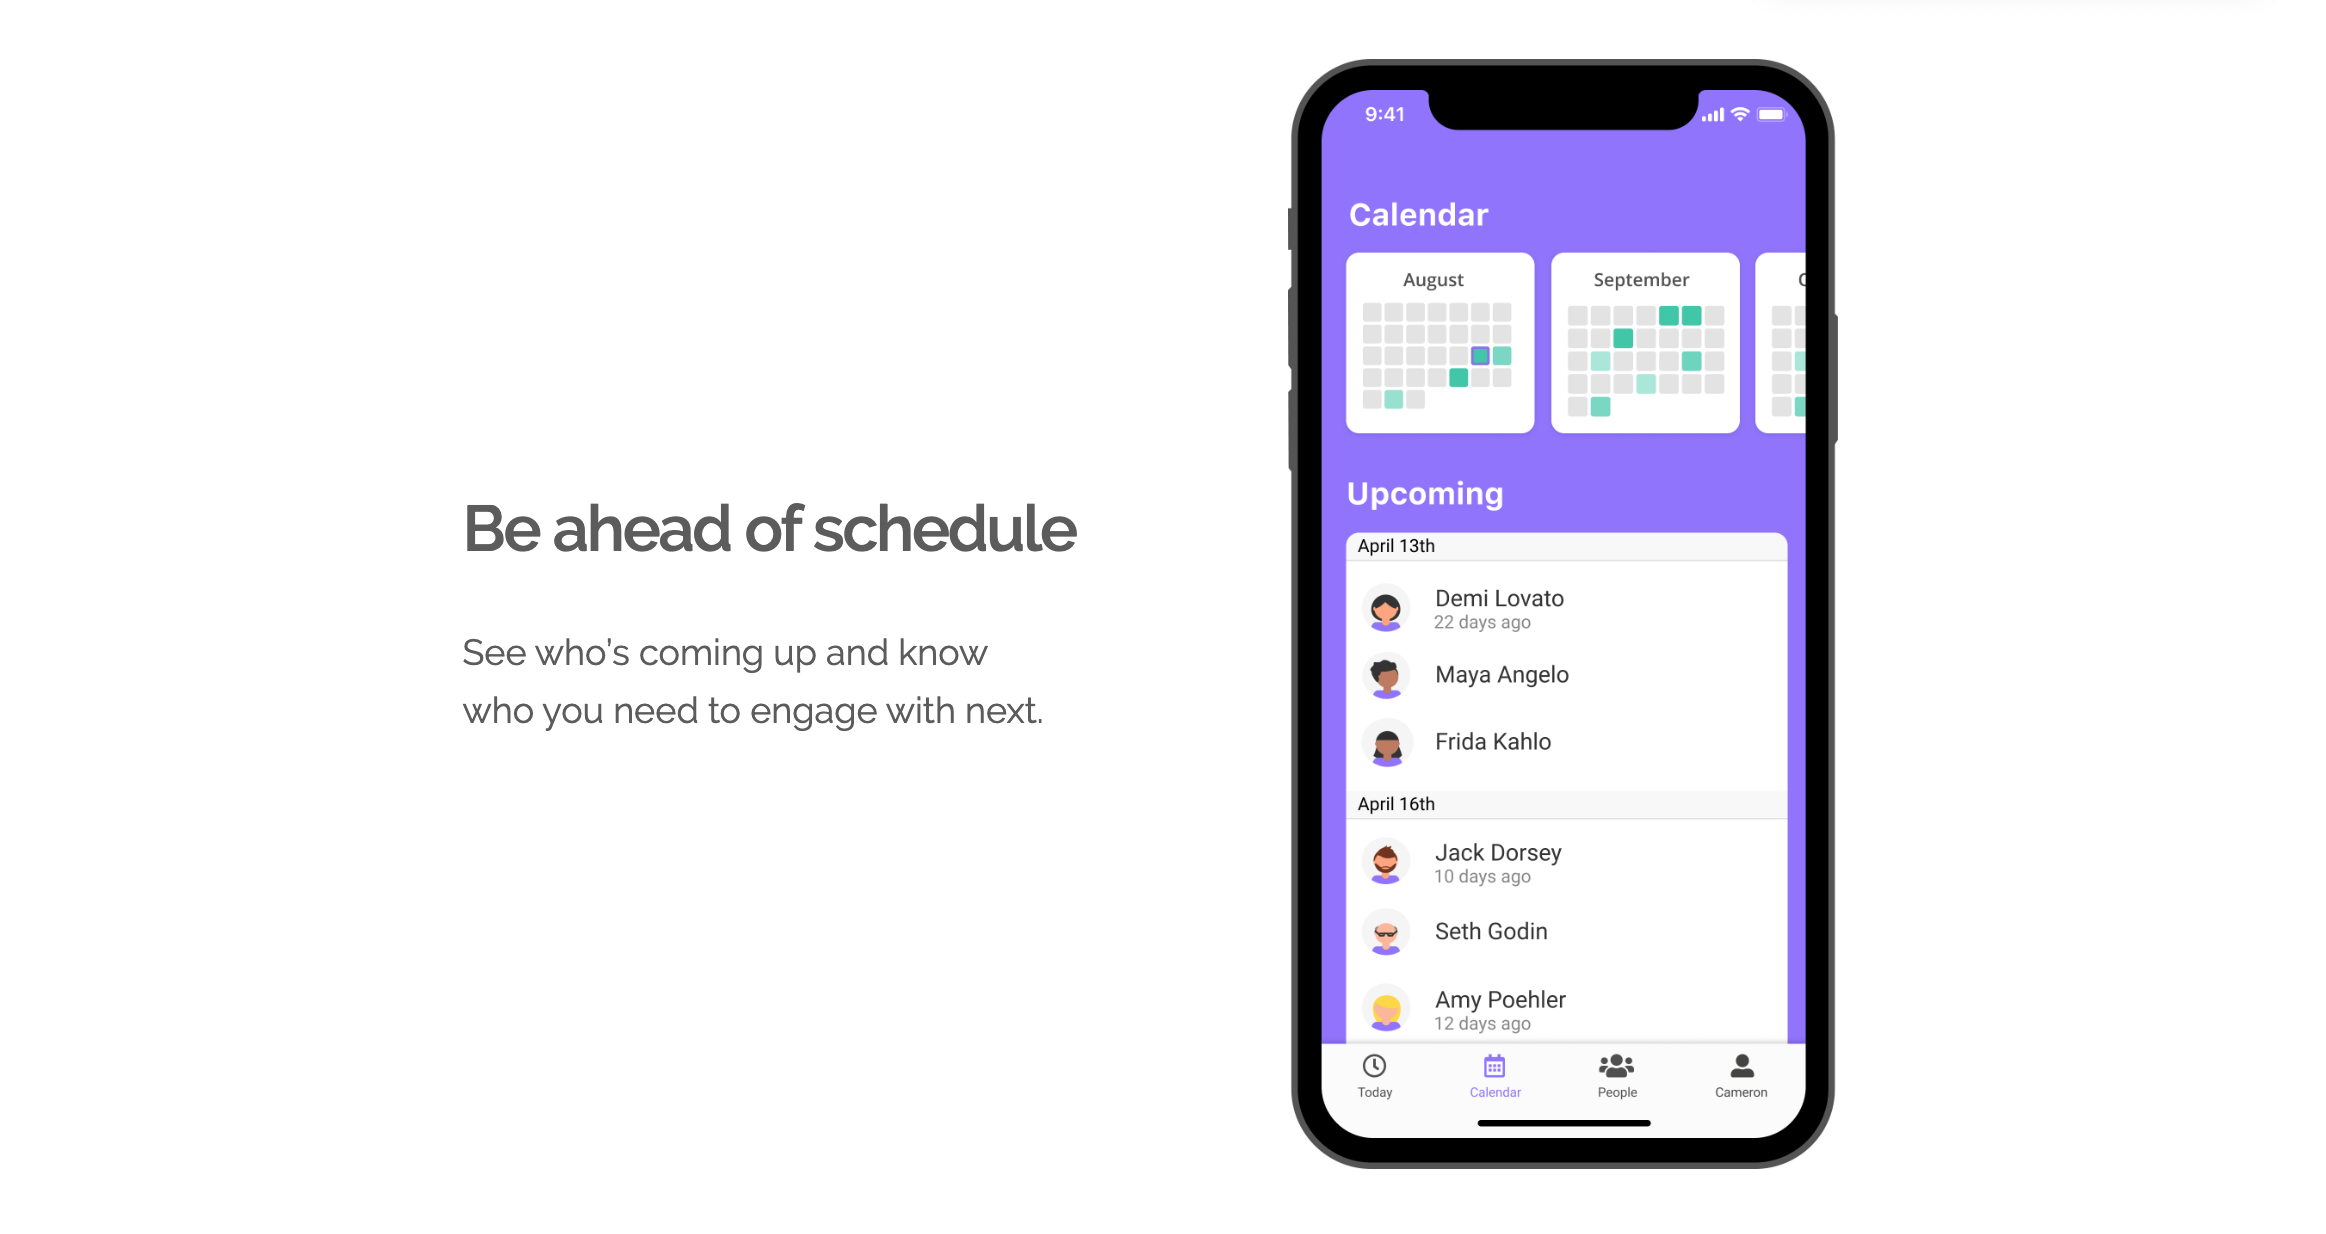 Be ahead of schedule
See who's coming up and know
who you need to engage with next.
9:41
Calendar
August
September
Upcoming
April 13th
Demi Lovato
22 days ago
Maya Angelo
Frida Kahlo
April 16th
Jack Dorsey
10 days ago
Seth Godin
Amy Poehler
12 days ago
Today
Calendar
People
Cameron